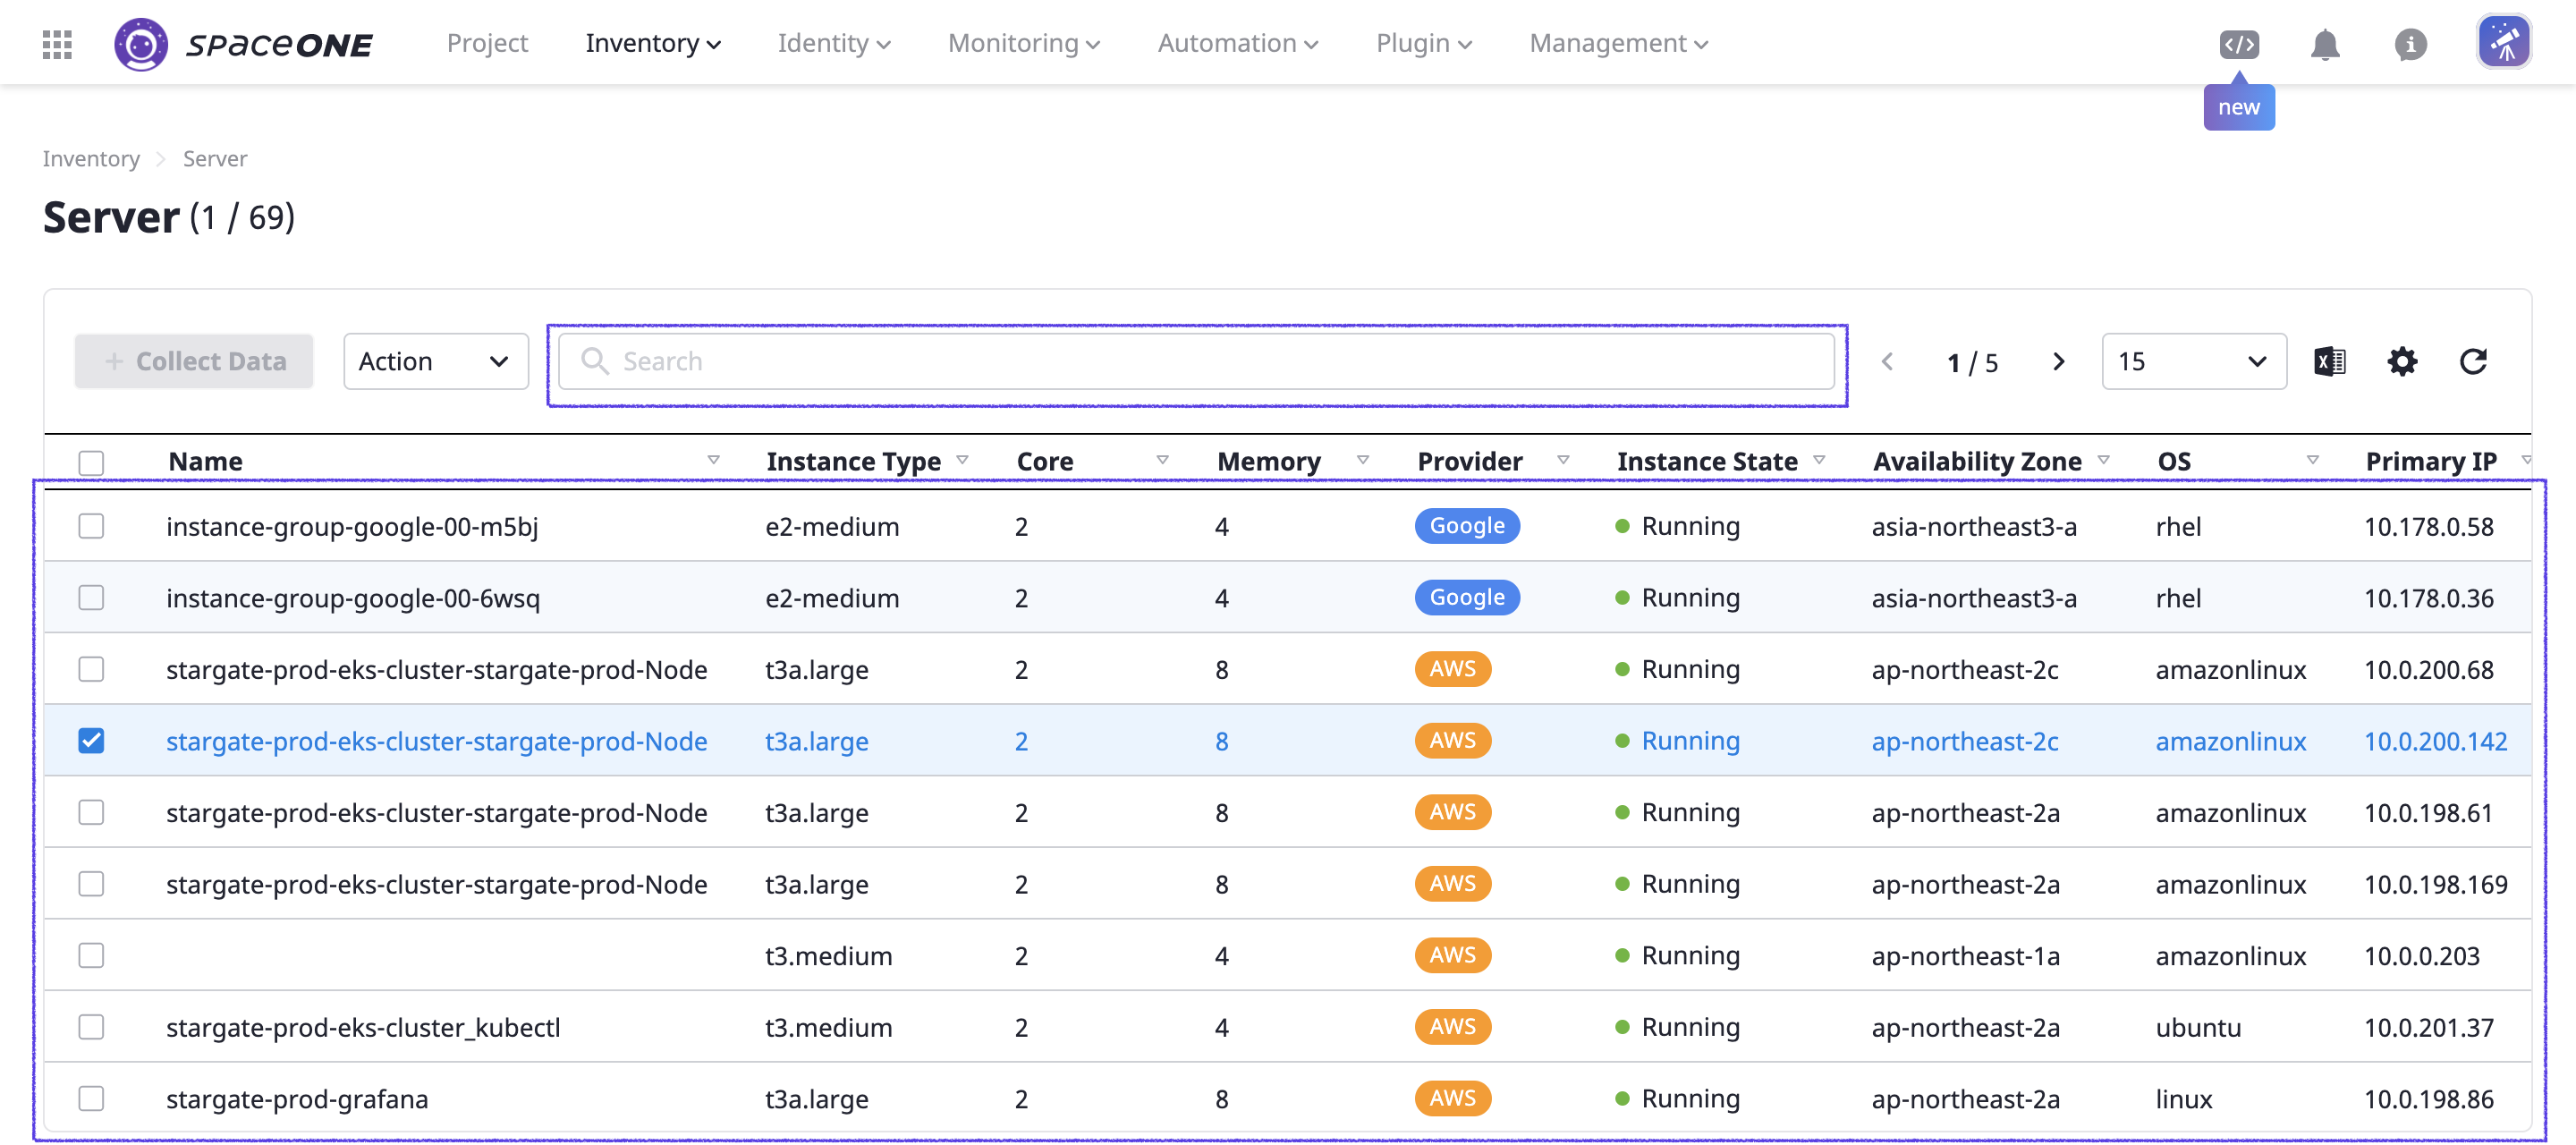 spaceONE Project Inventory Identity Monitoring Automation Plugin Management </>
new
Inventory Server
Server (1 / 69)
+ Collect Data Action Search 1 / 5 15
Name Instance Type Core Memory Provider Instance State Availability Zone OS Primary IP
instance-group-google-00-m5bj e2-medium 2 4 Google Running asia-northeast3-a rhel 10.178.0.58
instance-group-google-00-6wsq e2-medium 2 4 Google Running asia-northeast3-a rhel 10.178.0.36
stargate-prod-eks-cluster-stargate-prod-Node t3a.large 2 8 AWS Running ap-northeast-2c amazonlinux 10.0.200.68
stargate-prod-eks-cluster-stargate-prod-Node t3a.large 2 8 AWS Running ap-northeast-2c amazonlinux 10.0.200.142
stargate-prod-eks-cluster-stargate-prod-Node t3a.large 2 8 AWS Running ap-northeast-2a amazonlinux 10.0.198.61
stargate-prod-eks-cluster-stargate-prod-Node t3a.large 2 8 AWS Running ap-northeast-2a amazonlinux 10.0.198.169
t3.medium 2 4 AWS Running ap-northeast-1a amazonlinux 10.0.0.203
stargate-prod-eks-cluster_kubectl t3.medium 2 4 AWS Running ap-northeast-2a ubuntu 10.0.201.37
stargate-prod-grafana t3a.large 2 8 AWS Running ap-northeast-2a linux 10.0.198.86